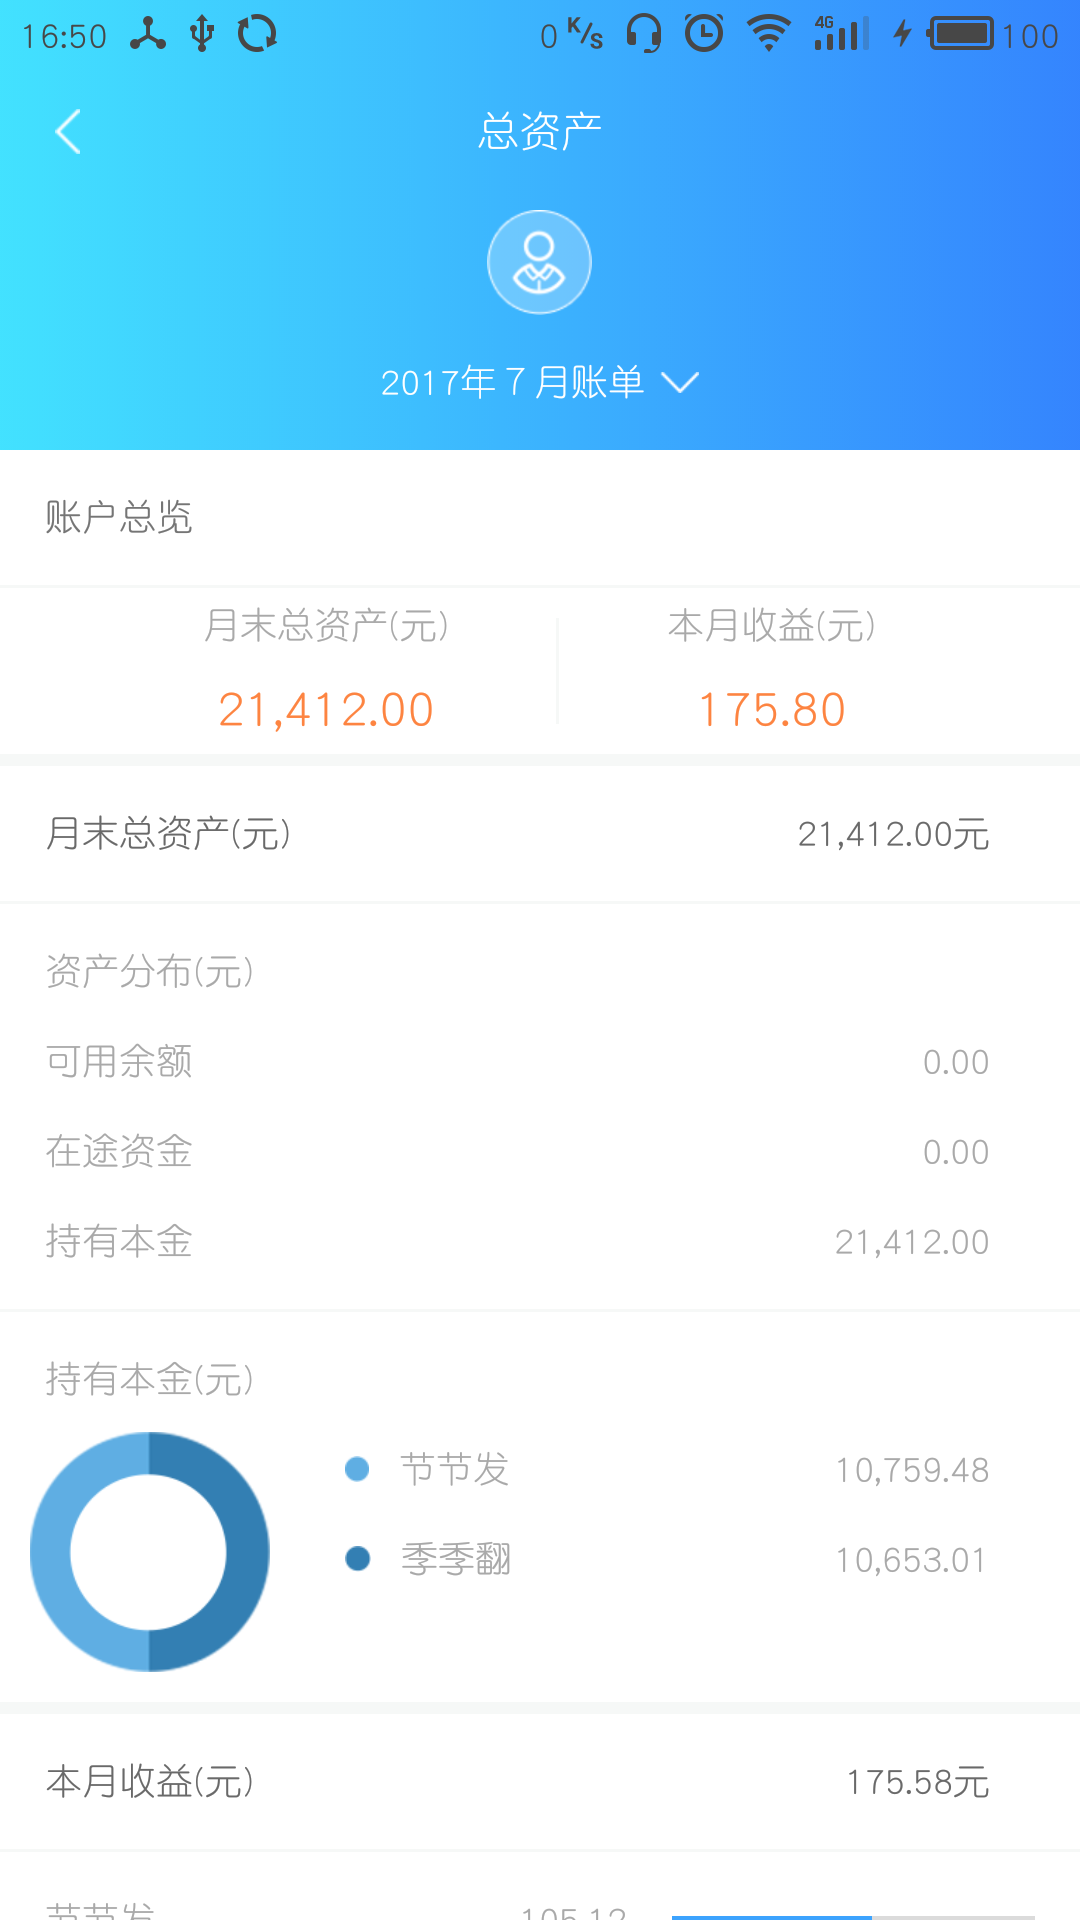 16:50 0 K/s 4G 100
总资产
2017年 7 月账单
账户总览
月末总资产(元) 本月收益(元)
21,412.00 175.80
月末总资产(元) 21,412.00元
资产分布(元)
可用余额 0.00
在途资金 0.00
持有本金 21,412.00
持有本金(元)
节节发 10,759.48
季季翻 10,653.01
本月收益(元) 175.58元
节节发 105.12